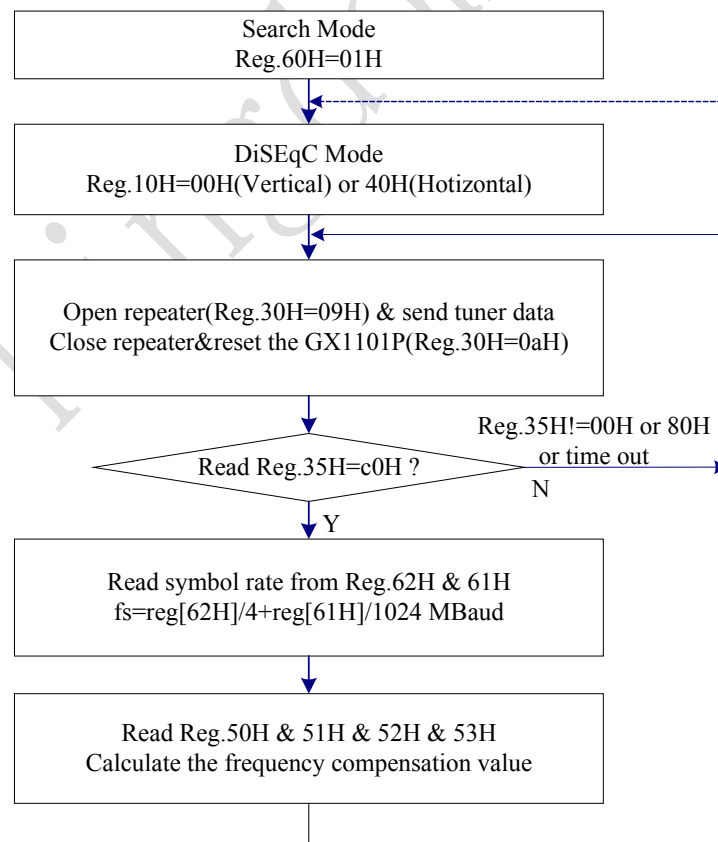 Search Mode
Reg.60H=01H
DiSEqC Mode
Reg.10H=00H(Vertical) or 40H(Hotizontal)
Open repeater(Reg.30H=09H) & send tuner data
Close repeater&reset the GX1101P(Reg.30H=0aH)
Reg.35H!=00H or 80H
or time out
Read Reg.35H=c0H ?
N
Y
Read symbol rate from Reg.62H & 61H
fs=reg[62H]/4+reg[61H]/1024 MBaud
Read Reg.50H & 51H & 52H & 53H
Calculate the frequency compensation value